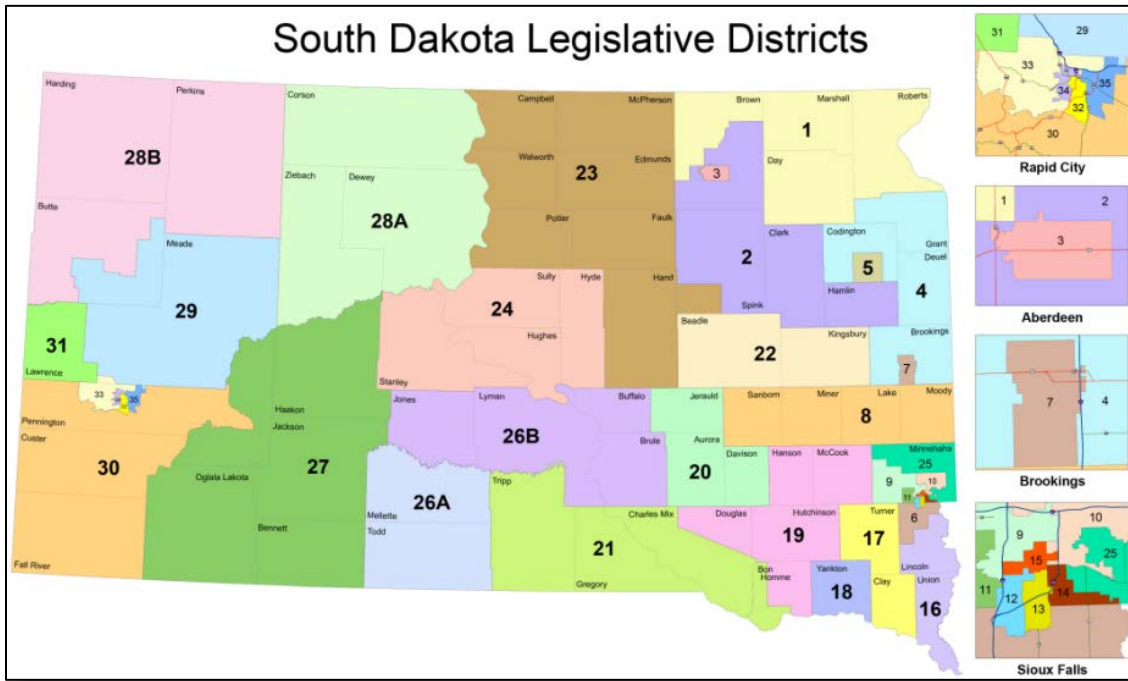 South Dakota Legislative Districts
Harding
Perkins
Corson
Campbell
McPherson
Brown
Marshall
Roberts
1
28B
Walworth
Edmunds
23
3
Day
Ziebach
Dewey
28A
Butte
Potter
Faulk
2
Clark
Codington
Grant
Deuel
5
4
Meade
Sully
Hyde
Hand
24
Spink
Hamlin
29
Hughes
Beadle
22
Kingsbury
Brookings
31
Lawrence
Stanley
7
33
35
Haakon
Jones
Lyman
26B
Buffalo
Jerauld
Sanborn
Miner
Lake
Moody
8
Pennington
Custer
30
Jackson
27
Brule
Aurora
20
Davison
Hanson
McCook
Minnehaha
25
9
10
11
Oglala Lakota
26A
Tripp
6
Mellette
Todd
Charles Mix
Douglas
Hutchinson
Turner
17
19
Bennett
21
Lincoln
Fall River
Gregory
Bon
Homme
Yankton
18
Clay
Union
16
31
29
33
34
35
32
30
Rapid City
1
2
3
Aberdeen
7
4
Brookings
9
10
15
25
11
12
13
14
Sioux Falls